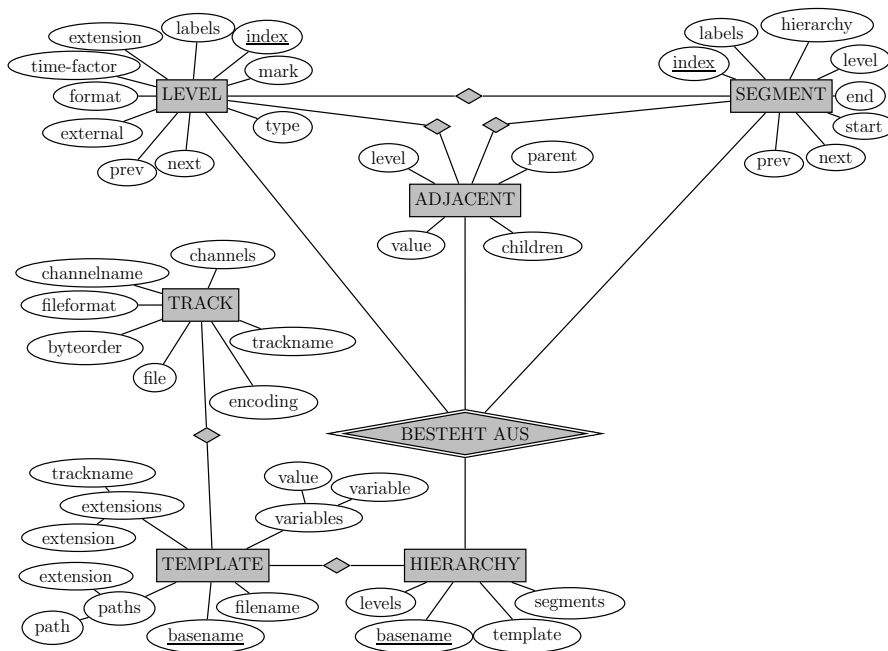 labels
index
extension
time-factor
mark
format
LEVEL
external
type
prev
next
hierarchy
labels
index
level
SEGMENT
end
start
prev
next
level
parent
ADJACENT
value
children
channels
channelname
fileformat
TRACK
byteorder
trackname
file
encoding
BESTEHT AUS
trackname
value
variable
extensions
variables
extension
TEMPLATE
HIERARCHY
extension
paths
filename
path
basename
levels
segments
basename
template